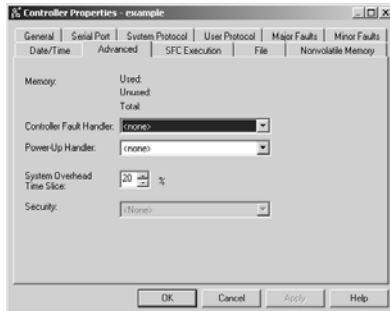 Controller Properties - example
General Serial Port System Protocol User Protocol Major Faults Minor Faults
Date/Time Advanced SFC Execution File Nonvolatile Memory
Memory: Used:
Unused:
Total:
Controller Fault Handler: <none>
Power-Up Handler: <none>
System Overhead
Time Slice: 20 %
Security: <None>
OK Cancel Apply Help